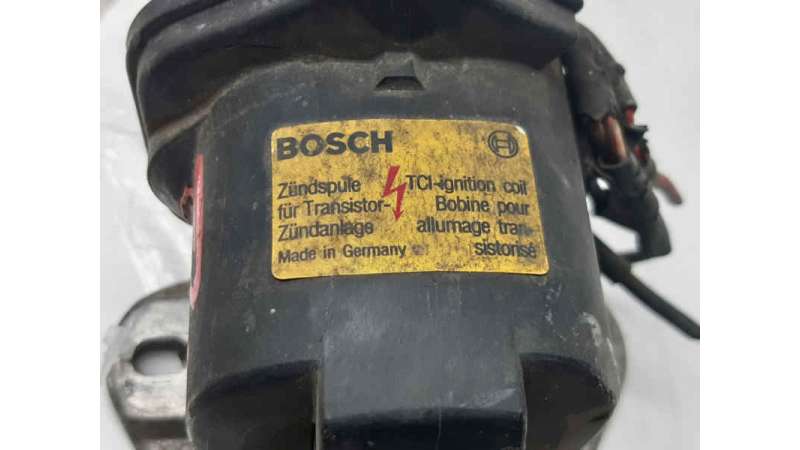 BOSCH
Zündspule
für Transistor-
Zündanlage
Made in Germany
TCI-ignition coil
Bobine pour
allumage tran-
sistorisé